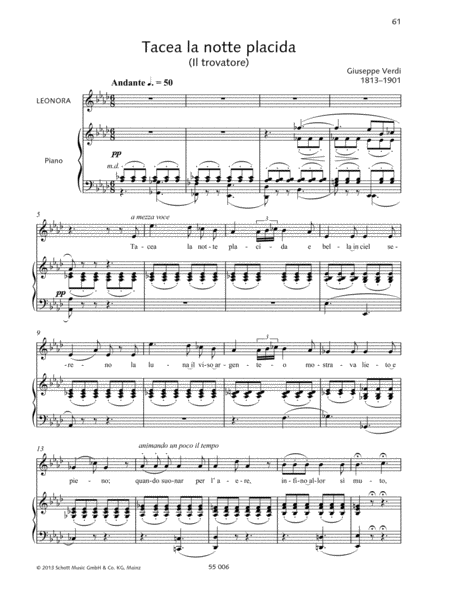 61
Tacea la notte placida
(Il trovatore)
Giuseppe Verdi
1813–1901
Andante ♩. = 50
LEONORA
Piano
pp
m.d.
5
a mezza voce
Ta- cea la not- te pla- ci- da e bel- la in ciel se-
pp
9
re- no la lu- na il vi- so ar- gen- te- o mo- stra- va lie- to e
13
animando un poco il tempo
pie- no; quan- do suo- nar per l'a- e- re, in- fi- no al- lor sì mu- to,
© 2013 Schott Music GmbH & Co. KG, Mainz
55 006